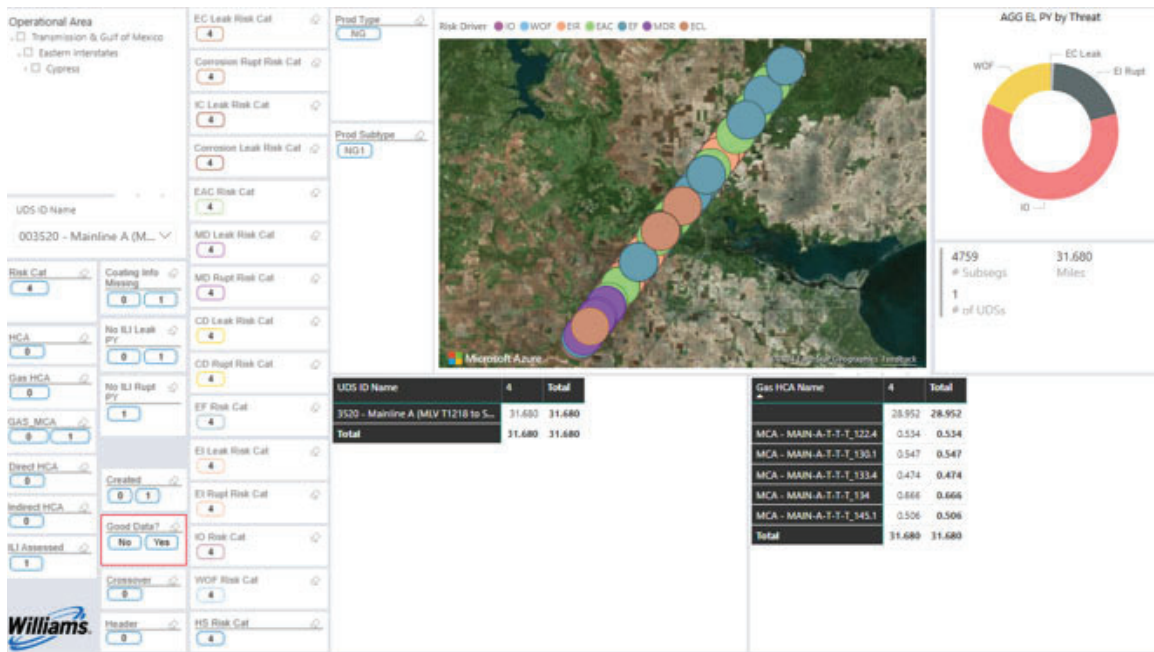 Operational Area
Transmission & Gulf of Mexico
Eastern Interstates
Cypress
UDS ID Name
003520 - Mainline A (M...
Risk Cat
4
HCA
0
Gas HCA
0
GAS_MCA
0 1
Direct HCA
0
Indirect HCA
0
ILI Assessed
1
Williams.
Coating Info
Missing
0 1
No ILI Leak
PY
0 1
No ILI Rupt
PY
1
Created
0 1
Good Data?
No Yes
Crossover
0
Header
0
EC Leak Risk Cat
4
Corrosion Rupt Risk Cat
4
IC Leak Risk Cat
4
Corrosion Leak Risk Cat
4
EAC Risk Cat
4
MD Leak Risk Cat
4
MD Rupt Risk Cat
4
CD Leak Risk Cat
4
CD Rupt Risk Cat
4
EF Risk Cat
4
EI Leak Risk Cat
4
EI Rupt Risk Cat
4
IO Risk Cat
4
WOF Risk Cat
4
HS Risk Cat
4
Prod Type
NG
Prod Subtype
NG1
Risk Driver IO WOF EIR EAC EF MDR ECL
Microsoft Azure
Feedback
AGG EL PY by Threat
EC Leak
WOF
EI Rupt
IO
4759 31.680
# Subsegs Miles
1
# of UDSs
UDS ID Name 4 Total
3520 - Mainline A (MLV T1218 to S... 31.680 31.680
Total 31.680 31.680
Gas HCA Name 4 Total
28.952 28.952
MCA - MAIN-A-T-T-T_122.4 0.534 0.534
MCA - MAIN-A-T-T-T_130.1 0.547 0.547
MCA - MAIN-A-T-T-T_133.4 0.474 0.474
MCA - MAIN-A-T-T-T_134 0.666 0.666
MCA - MAIN-A-T-T-T_145.1 0.506 0.506
Total 31.680 31.680